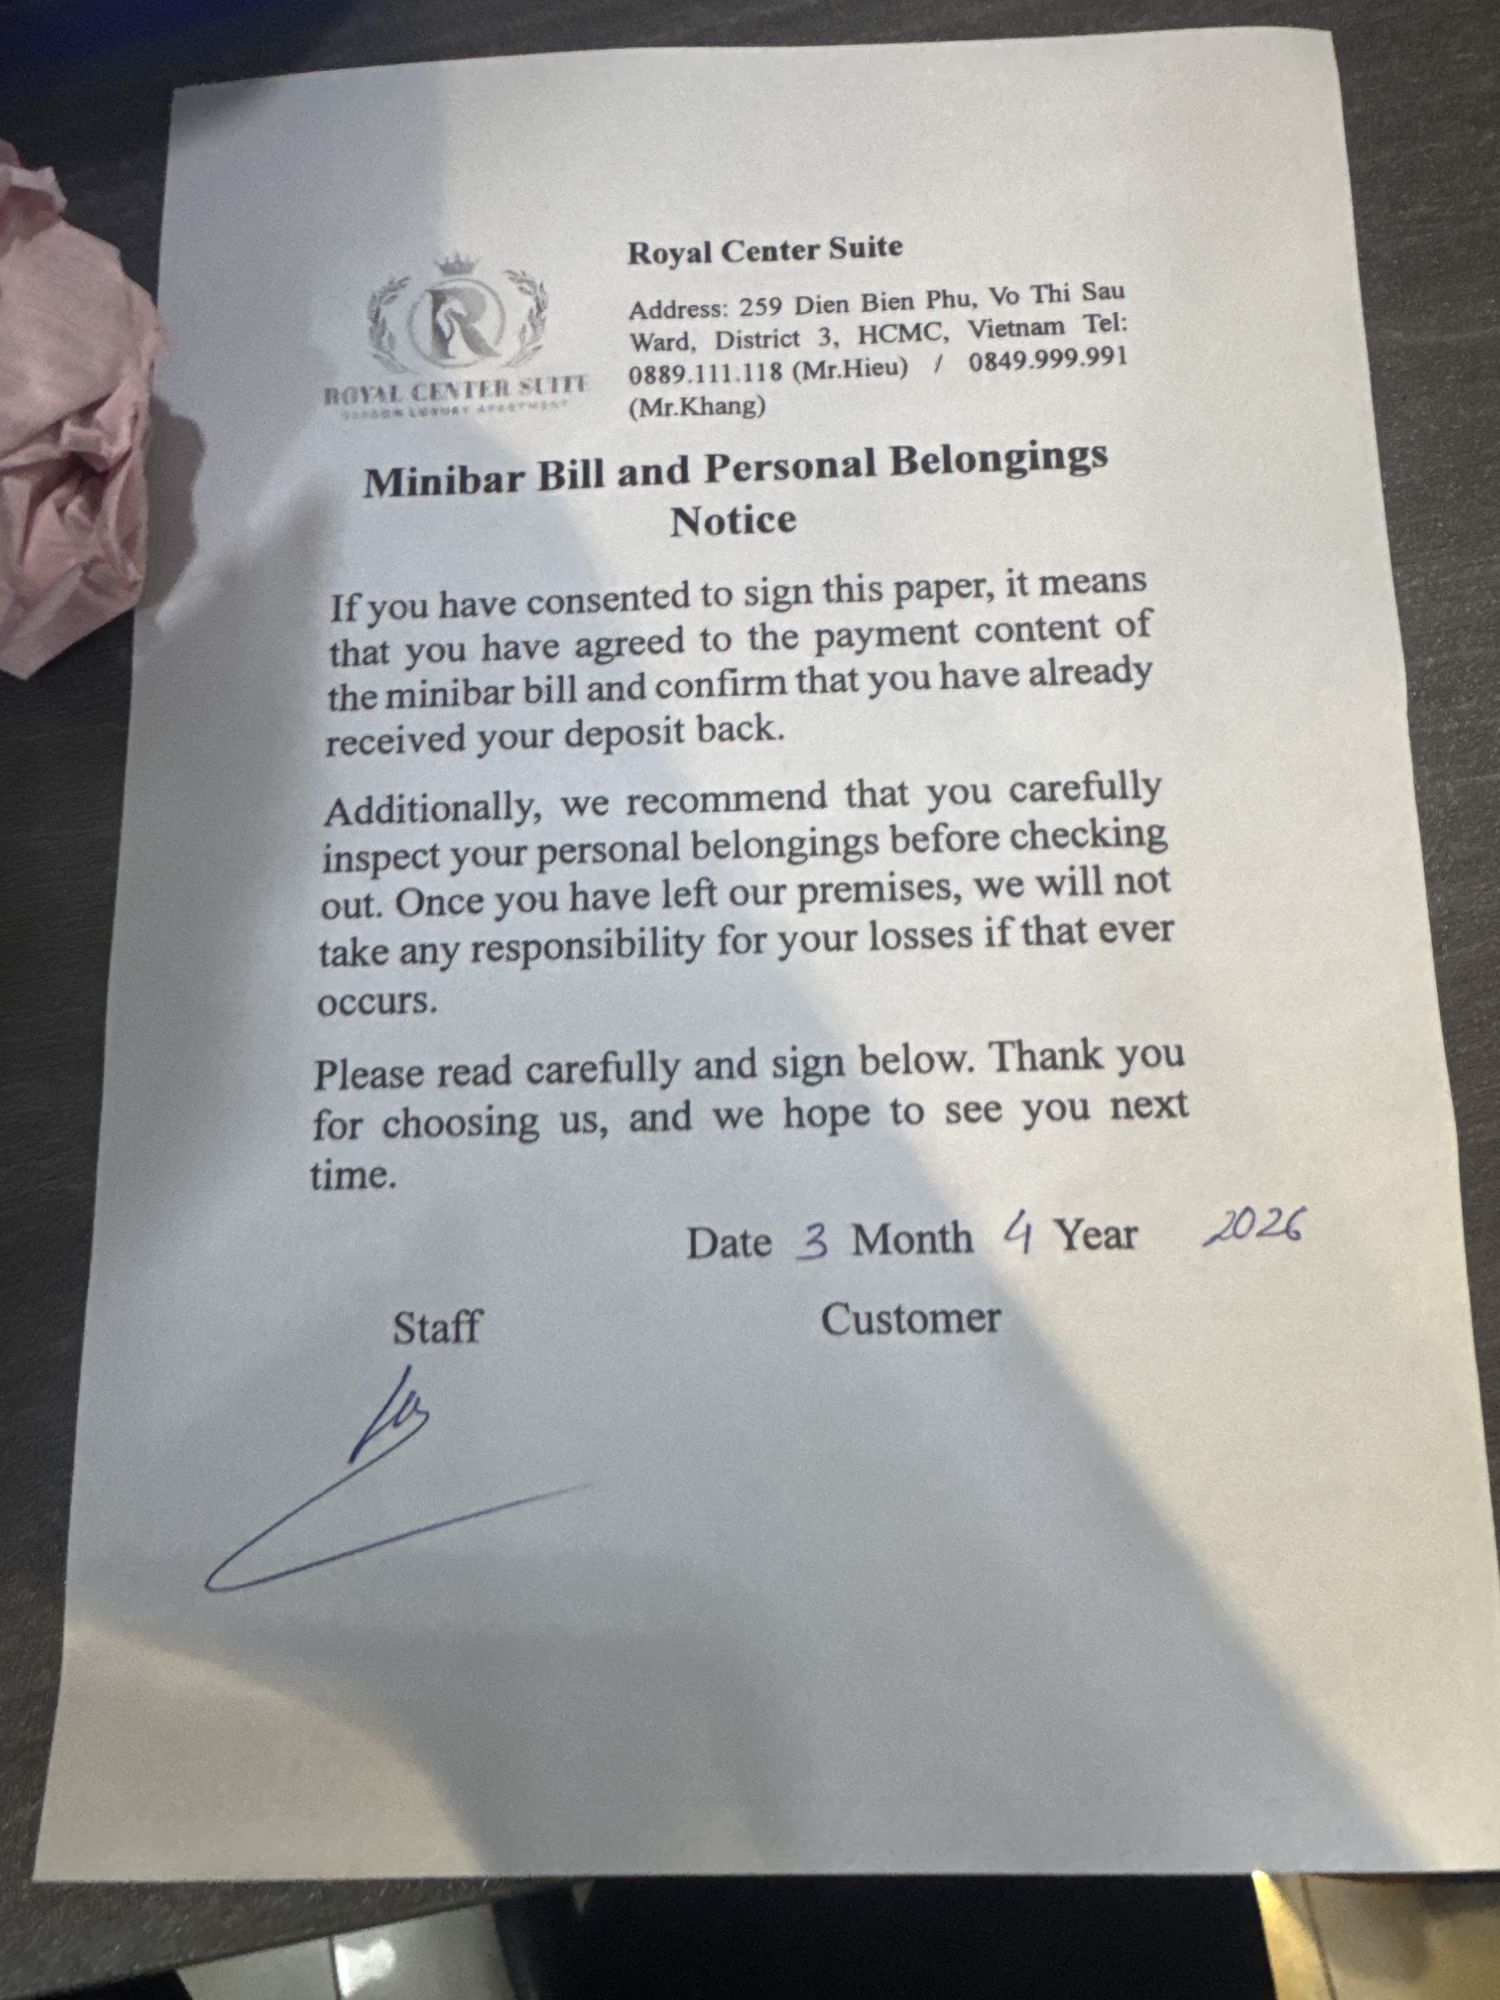 Royal Center Suite
Address: 259 Dien Bien Phu, Vo Thi Sau
Ward, District 3, HCMC, Vietnam Tel:
0889.111.118 (Mr.Hieu) / 0849.999.991
(Mr.Khang)
R
ROYAL CENTER SUITE
SAIGON LUXURY APARTMENT
Minibar Bill and Personal Belongings
Notice
If you have consented to sign this paper, it means
that you have agreed to the payment content of
the minibar bill and confirm that you have already
received your deposit back.
Additionally, we recommend that you carefully
inspect your personal belongings before checking
out. Once you have left our premises, we will not
take any responsibility for your losses if that ever
occurs.
Please read carefully and sign below. Thank you
for choosing us, and we hope to see you next
time.
Date 3 Month 4 Year 2026
Staff Customer